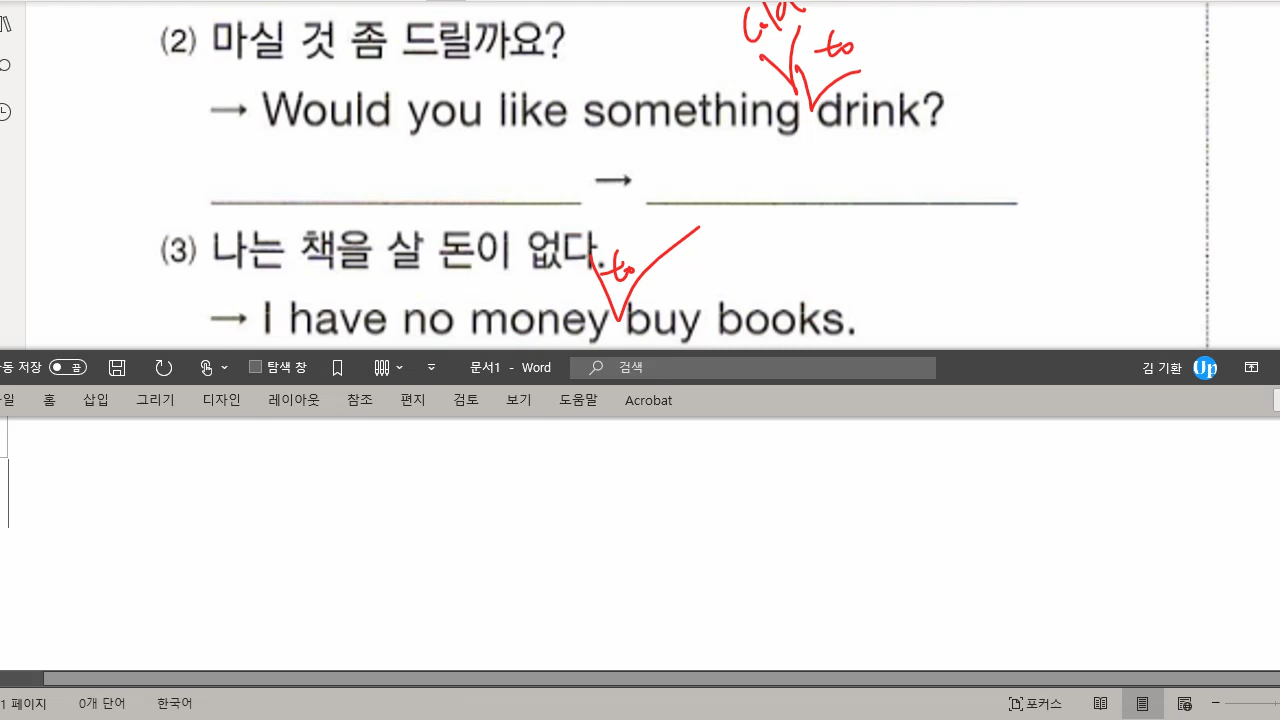 cold
(2) 마실 것 좀 드릴까요?
to
→ Would you like something drink?
→
(3) 나는 책을 살 돈이 없다.
to
→ I have no money buy books.
동 저장 끔 탐색 창 문서1 - Word 검색 김 기환 Up
일 홈 삽입 그리기 디자인 레이아웃 참조 편지 검토 보기 도움말 Acrobat
1 페이지 0개 단어 한국어 포커스